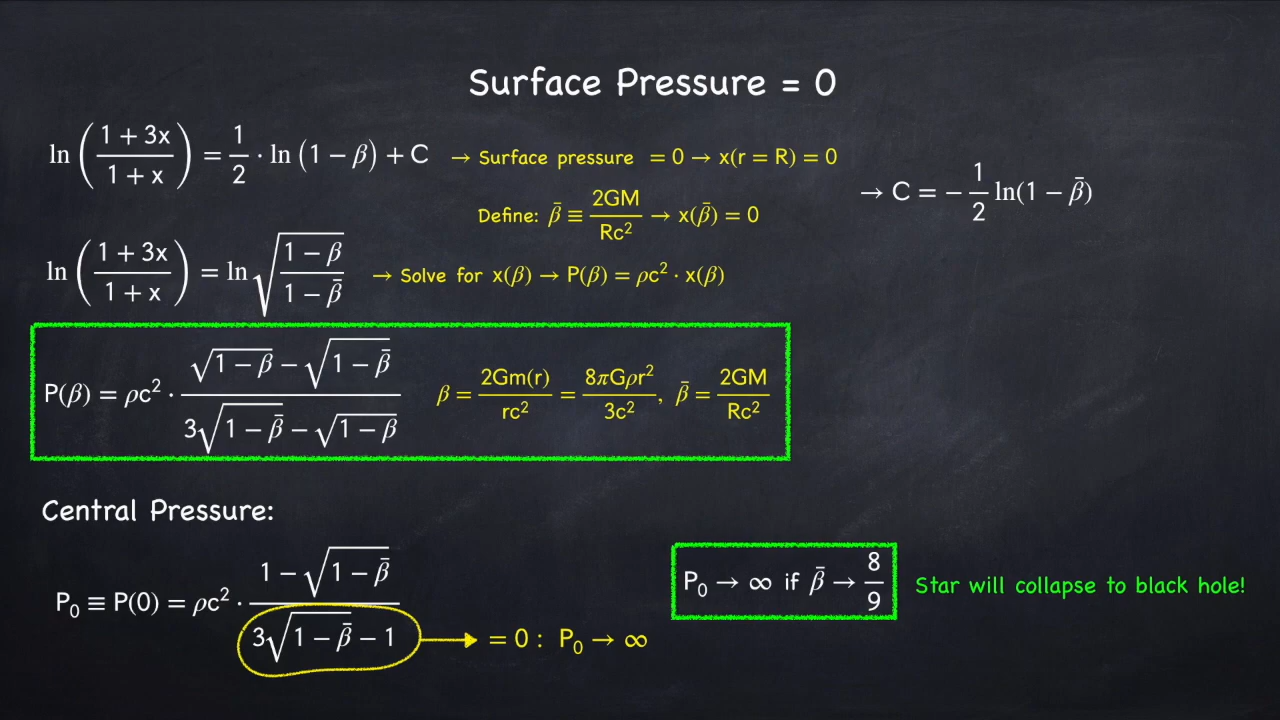 Surface Pressure = 0
ln((1 + 3x)/(1 + x)) = 1/2 · ln(1 − β) + C → Surface pressure = 0 → x(r = R) = 0
→ C = −1/2 ln(1 − β̄)
Define: β̄ ≡ 2GM/Rc² → x(β̄) = 0
ln((1 + 3x)/(1 + x)) = ln √((1 − β)/(1 − β̄)) → Solve for x(β) → P(β) = ρc² · x(β)
P(β) = ρc² · (√(1 − β) − √(1 − β̄))/(3√(1 − β̄) − √(1 − β)) β = 2Gm(r)/rc² = 8πGρr²/3c², β̄ = 2GM/Rc²
Central Pressure:
P₀ ≡ P(0) = ρc² · (1 − √(1 − β̄))/(3√(1 − β̄) − 1) = 0 : P₀ → ∞
P₀ → ∞ if β̄ → 8/9 Star will collapse to black hole!